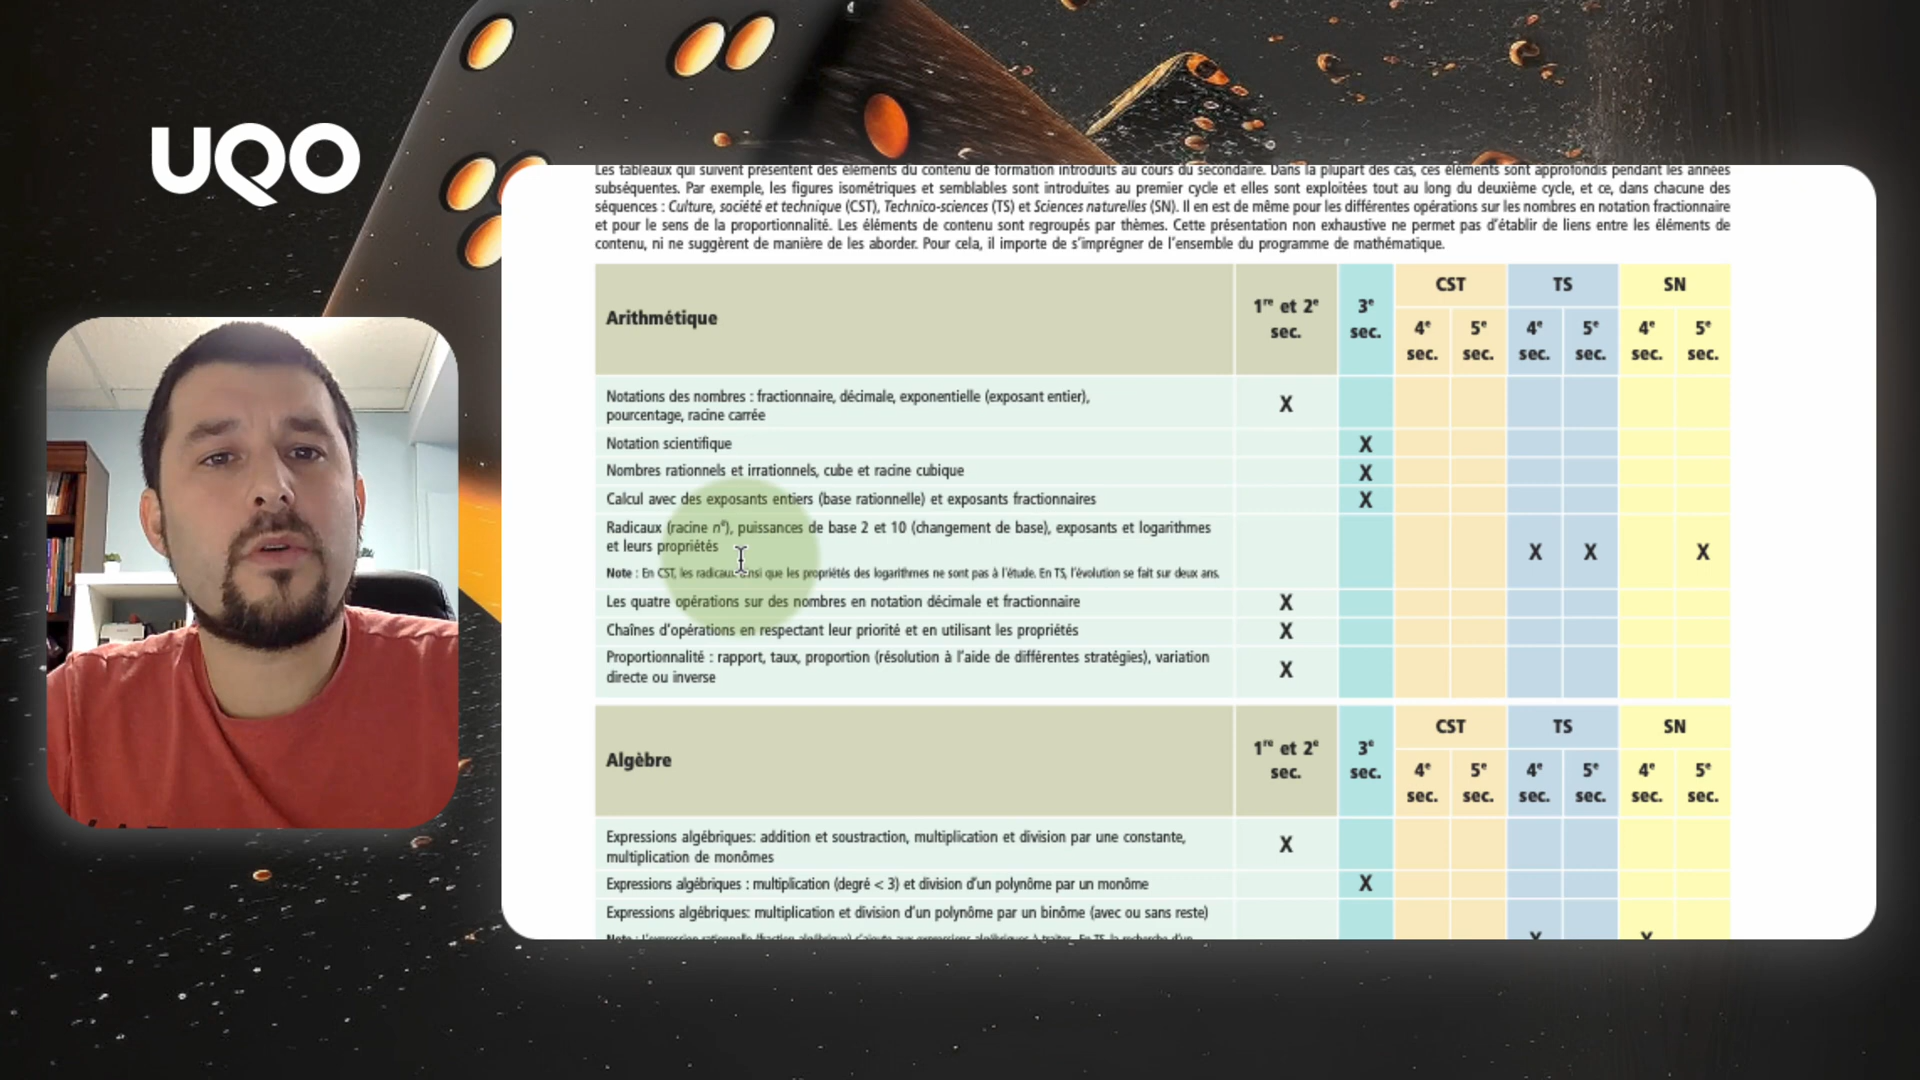 UQO
Les tableaux qui suivent présentent des éléments du contenu de formation introduits au cours du secondaire. Dans la plupart des cas, ces éléments sont approfondis pendant les années
subséquentes. Par exemple, les figures isométriques et semblables sont introduites au premier cycle et elles sont exploitées tout au long du deuxième cycle, et ce, dans chacune des
séquences : Culture, société et technique (CST), Technico-sciences (TS) et Sciences naturelles (SN). Il en est de même pour les différentes opérations sur les nombres en notation fractionnaire
et pour le sens de la proportionnalité. Les éléments de contenu sont regroupés par thèmes. Cette présentation non exhaustive ne permet pas d'établir de liens entre les éléments de
contenu, ni ne suggèrent de manière de les aborder. Pour cela, il importe de s'imprégner de l'ensemble du programme de mathématique.
Arithmétique
1re et 2e
sec.
3e
sec.
CST
TS
SN
4e
sec.
5e
sec.
4e
sec.
5e
sec.
4e
sec.
5e
sec.
Notations des nombres : fractionnaire, décimale, exponentielle (exposant entier),
pourcentage, racine carrée
X
Notation scientifique
X
Nombres rationnels et irrationnels, cube et racine cubique
X
Calcul avec des exposants entiers (base rationnelle) et exposants fractionnaires
X
Radicaux (racine ne), puissances de base 2 et 10 (changement de base), exposants et logarithmes
et leurs propriétés
X X X
Note : En CST, les radicaux ainsi que les propriétés des logarithmes ne sont pas à l'étude. En TS, l'évolution se fait sur deux ans.
Les quatre opérations sur des nombres en notation décimale et fractionnaire
X
Chaînes d'opérations en respectant leur priorité et en utilisant les propriétés
X
Proportionnalité : rapport, taux, proportion (résolution à l'aide de différentes stratégies), variation
directe ou inverse
X
Algèbre
1re et 2e
sec.
3e
sec.
CST
TS
SN
4e
sec.
5e
sec.
4e
sec.
5e
sec.
4e
sec.
5e
sec.
Expressions algébriques: addition et soustraction, multiplication et division par une constante,
multiplication de monômes
X
Expressions algébriques : multiplication (degré < 3) et division d'un polynôme par un monôme
X
Expressions algébriques: multiplication et division d'un polynôme par un binôme (avec ou sans reste)
Note : l'expression rationnelle (fraction algébrique) s'ajoute aux expressions algébriques à traiter. En TS, la recherche d'un
X X